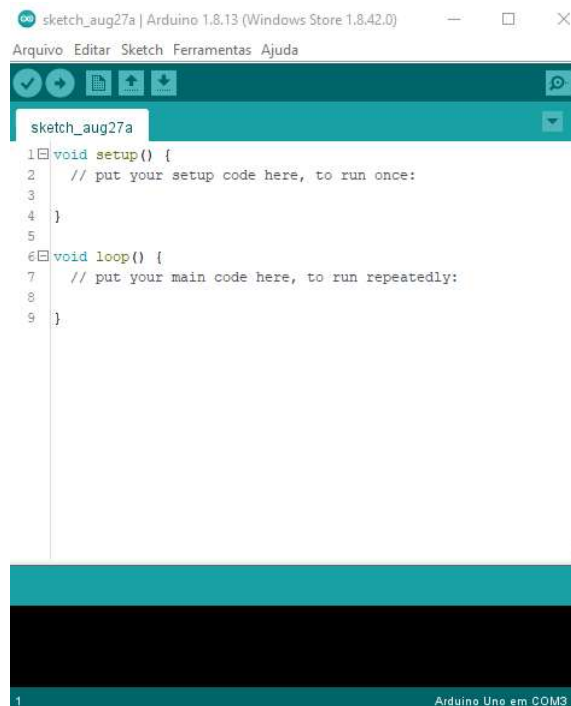 sketch_aug27a | Arduino 1.8.13 (Windows Store 1.8.42.0)
Arquivo Editar Sketch Ferramentas Ajuda
sketch_aug27a
1 void setup() {
2 // put your setup code here, to run once:
3
4 }
5
6 void loop() {
7 // put your main code here, to run repeatedly:
8
9 }
1 Arduino Uno em COM3